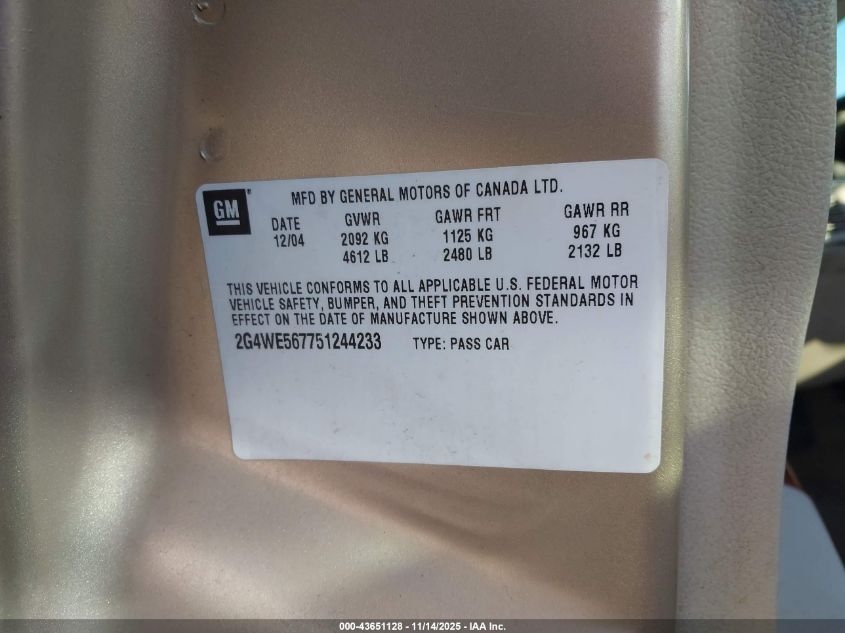 GM
MFD BY GENERAL MOTORS OF CANADA LTD.
DATE GVWR GAWR FRT GAWR RR
12/04 2092 KG 1125 KG 967 KG
4612 LB 2480 LB 2132 LB
THIS VEHICLE CONFORMS TO ALL APPLICABLE U.S. FEDERAL MOTOR
VEHICLE SAFETY, BUMPER, AND THEFT PREVENTION STANDARDS IN
EFFECT ON THE DATE OF MANUFACTURE SHOWN ABOVE.
2G4WE567751244233 TYPE: PASS CAR
000-43651128 - 11/14/2025 - IAA Inc.